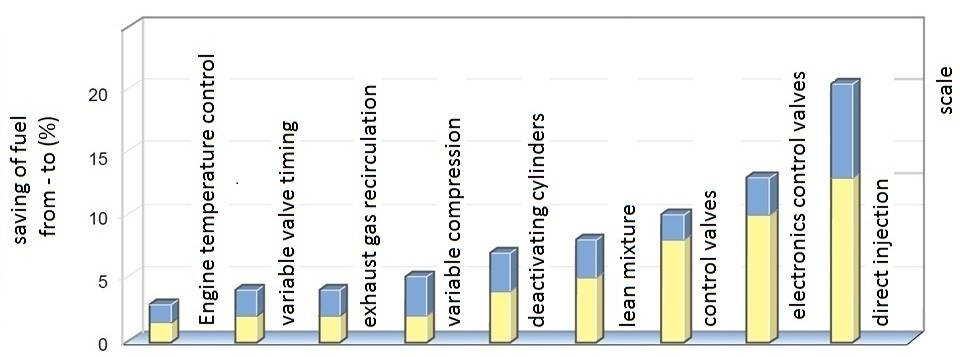 saving of fuel
from - to (%)
20
15
10
5
0
Engine temperature control
variable valve timing
exhaust gas recirculation
variable compression
deactivating cylinders
lean mixture
control valves
electronics control valves
direct injection
scale